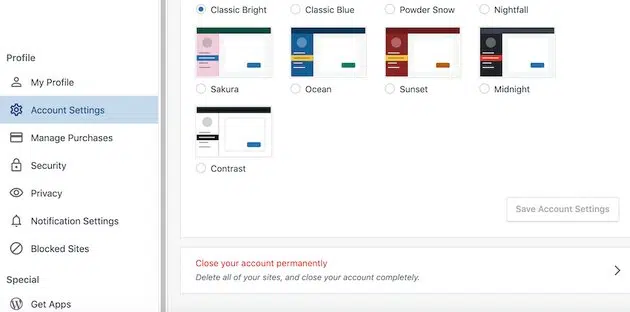 Classic Bright
Classic Blue
Powder Snow
Nightfall
Sakura
Ocean
Sunset
Midnight
Contrast
Save Account Settings
Close your account permanently
Delete all of your sites, and close your account completely.
Profile
My Profile
Account Settings
Manage Purchases
Security
Privacy
Notification Settings
Blocked Sites
Special
Get Apps